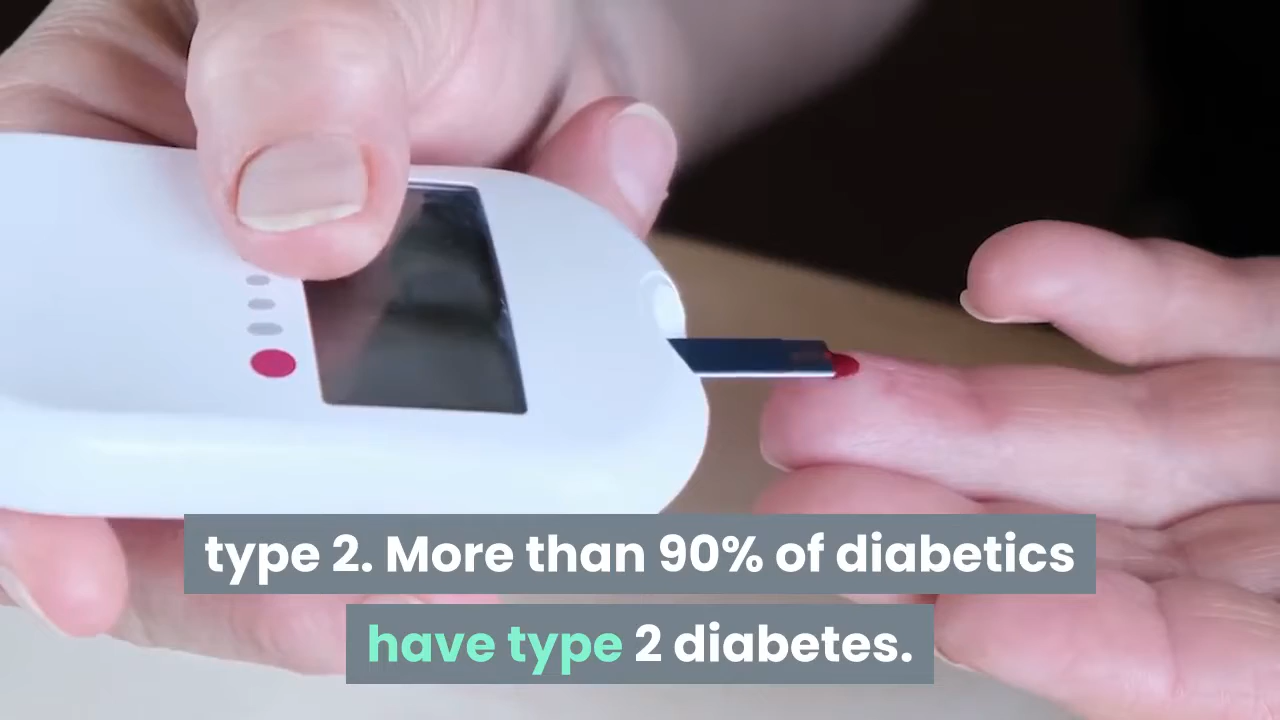 type 2. More than 90% of diabetics
have type 2 diabetes.